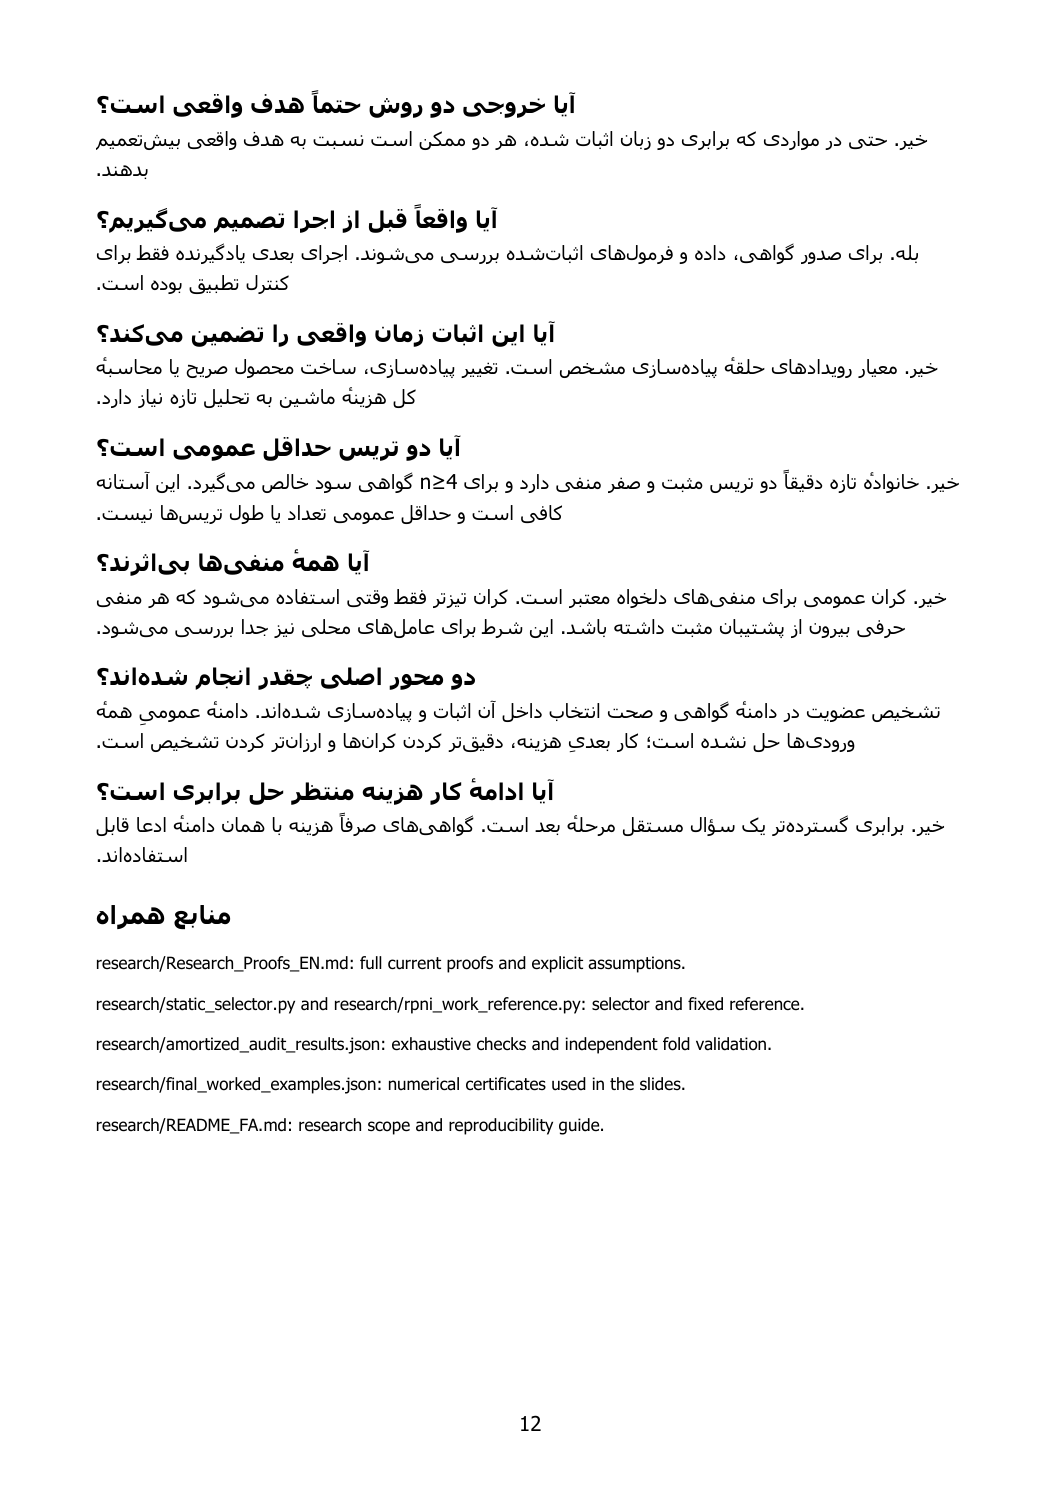 آیا خروجی دو روش حتماً هدف واقعی است؟
خیر. حتی در مواردی که برابری دو زبان اثبات شده، هر دو ممکن است نسبت به هدف واقعی بیش‌تعمیم
بدهند.
آیا واقعاً قبل از اجرا تصمیم می‌گیریم؟
بله. برای صدور گواهی، داده و فرمول‌های اثبات‌شده بررسی می‌شوند. اجرای بعدی یادگیرنده فقط برای
کنترل تطبیق بوده است.
آیا این اثبات زمان واقعی را تضمین می‌کند؟
خیر. معیار رویدادهای حلقهٔ پیاده‌سازی مشخص است. تغییر پیاده‌سازی، ساخت محصول صریح یا محاسبهٔ
کل هزینهٔ ماشین به تحلیل تازه نیاز دارد.
آیا دو تریس حداقل عمومی است؟
خیر. خانوادهٔ تازه دقیقاً دو تریس مثبت و صفر منفی دارد و برای n≥4 گواهی سود خالص می‌گیرد. این آستانه
کافی است و حداقل عمومی تعداد یا طول تریس‌ها نیست.
آیا همهٔ منفی‌ها بی‌اثرند؟
خیر. کران عمومی برای منفی‌های دلخواه معتبر است. کران تیزتر فقط وقتی استفاده می‌شود که هر منفی
حرفی بیرون از پشتیبان مثبت داشته باشد. این شرط برای عامل‌های محلی نیز جدا بررسی می‌شود.
دو محور اصلی چقدر انجام شده‌اند؟
تشخیص عضویت در دامنهٔ گواهی و صحت انتخاب داخل آن اثبات و پیاده‌سازی شده‌اند. دامنهٔ عمومیِ همهٔ
ورودی‌ها حل نشده است؛ کار بعدیِ هزینه، دقیق‌تر کردن کران‌ها و ارزان‌تر کردن تشخیص است.
آیا ادامهٔ کار هزینه منتظر حل برابری است؟
خیر. برابری گسترده‌تر یک سؤال مستقل مرحلهٔ بعد است. گواهی‌های صرفاً هزینه با همان دامنهٔ ادعا قابل
استفاده‌اند.
منابع همراه
research/Research_Proofs_EN.md: full current proofs and explicit assumptions.
research/static_selector.py and research/rpni_work_reference.py: selector and fixed reference.
research/amortized_audit_results.json: exhaustive checks and independent fold validation.
research/final_worked_examples.json: numerical certificates used in the slides.
research/README_FA.md: research scope and reproducibility guide.
12